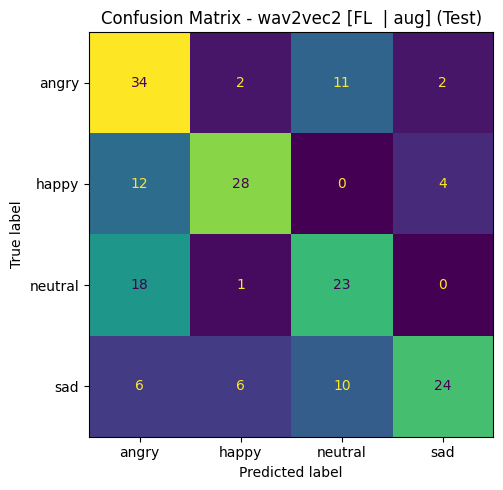 Confusion Matrix - wav2vec2 [FL  | aug] (Test)
angry 34 2 11 2
happy 12 28 0 4
neutral 18 1 23 0
sad 6 6 10 24
angry happy neutral sad
Predicted label
True label